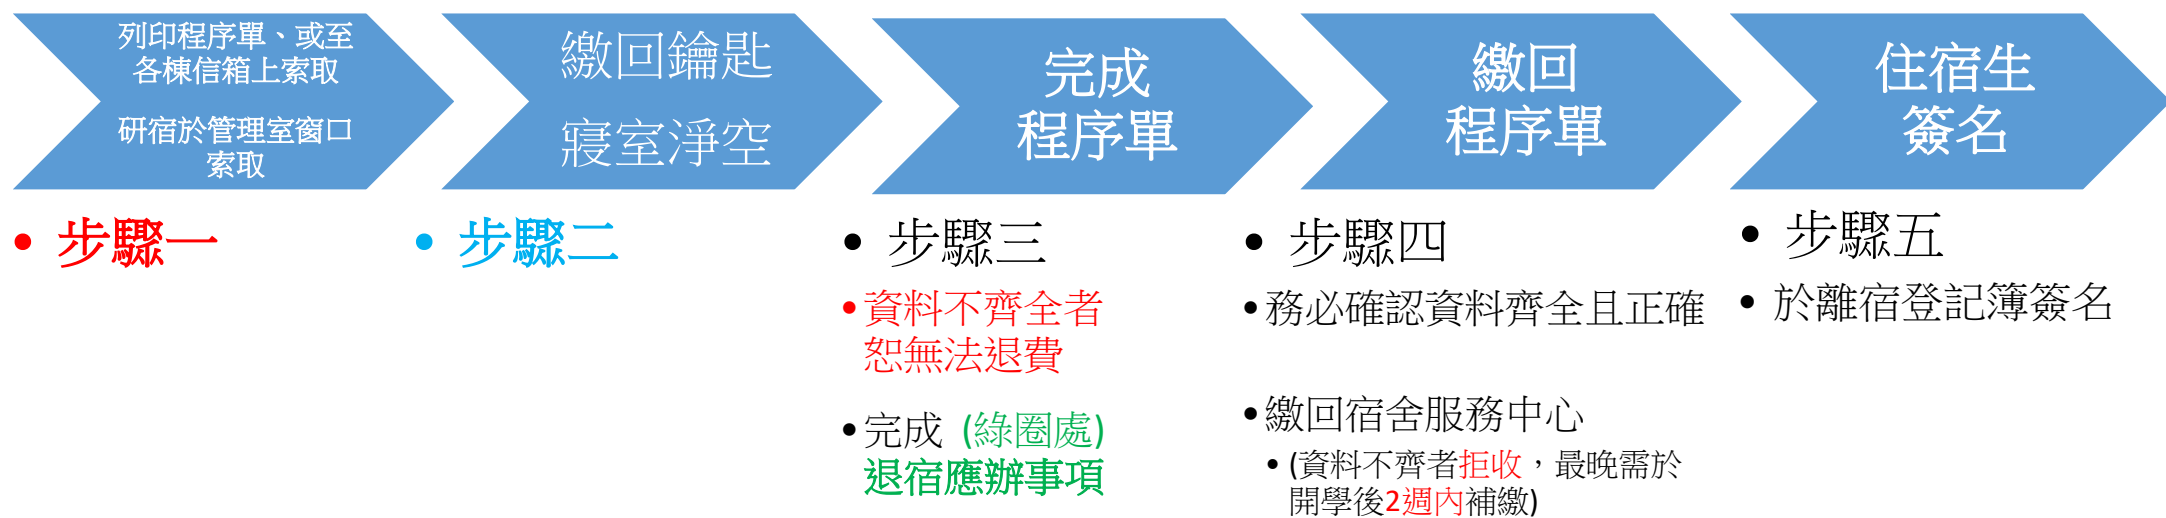 列印程序單、或至
各棟信箱上索取
研宿於管理室窗口
索取
繳回鑰匙
寢室淨空
完成
程序單
繳回
程序單
住宿生
簽名
• 步驟一
• 步驟二
• 步驟三
• 資料不齊全者
恕無法退費
• 完成 (綠圈處)
退宿應辦事項
• 步驟四
• 務必確認資料齊全且正確
• 繳回宿舍服務中心
• (資料不齊者拒收，最晚需於
開學後2週內補繳)
• 步驟五
• 於離宿登記簿簽名